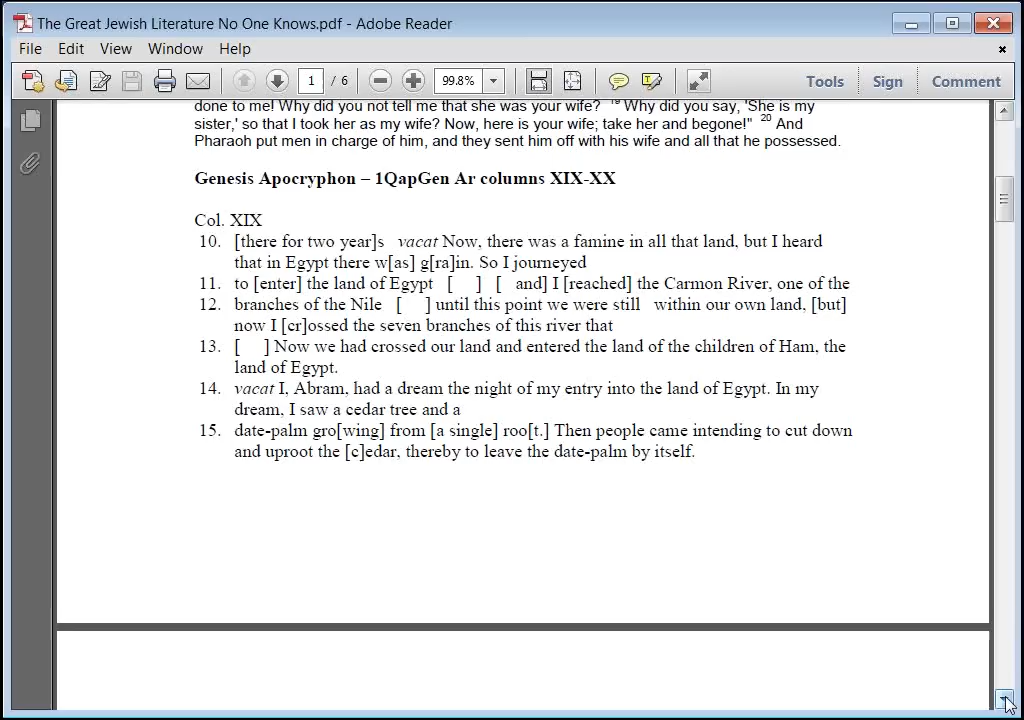 The Great Jewish Literature No One Knows.pdf - Adobe Reader
File Edit View Window Help
1 / 6 99.8% Tools Sign Comment
done to me! Why did you not tell me that she was your wife? 19 Why did you say, 'She is my
sister,' so that I took her as my wife? Now, here is your wife; take her and begone!" 20 And
Pharaoh put men in charge of him, and they sent him off with his wife and all that he possessed.
Genesis Apocryphon – 1QapGen Ar columns XIX-XX
Col. XIX
10. [there for two year]s vacat Now, there was a famine in all that land, but I heard
that in Egypt there w[as] g[ra]in. So I journeyed
11. to [enter] the land of Egypt [ ] [ and] I [reached] the Carmon River, one of the
12. branches of the Nile [ ] until this point we were still within our own land, [but]
now I [cr]ossed the seven branches of this river that
13. [ ] Now we had crossed our land and entered the land of the children of Ham, the
land of Egypt.
14. vacat I, Abram, had a dream the night of my entry into the land of Egypt. In my
dream, I saw a cedar tree and a
15. date-palm gro[wing] from [a single] roo[t.] Then people came intending to cut down
and uproot the [c]edar, thereby to leave the date-palm by itself.